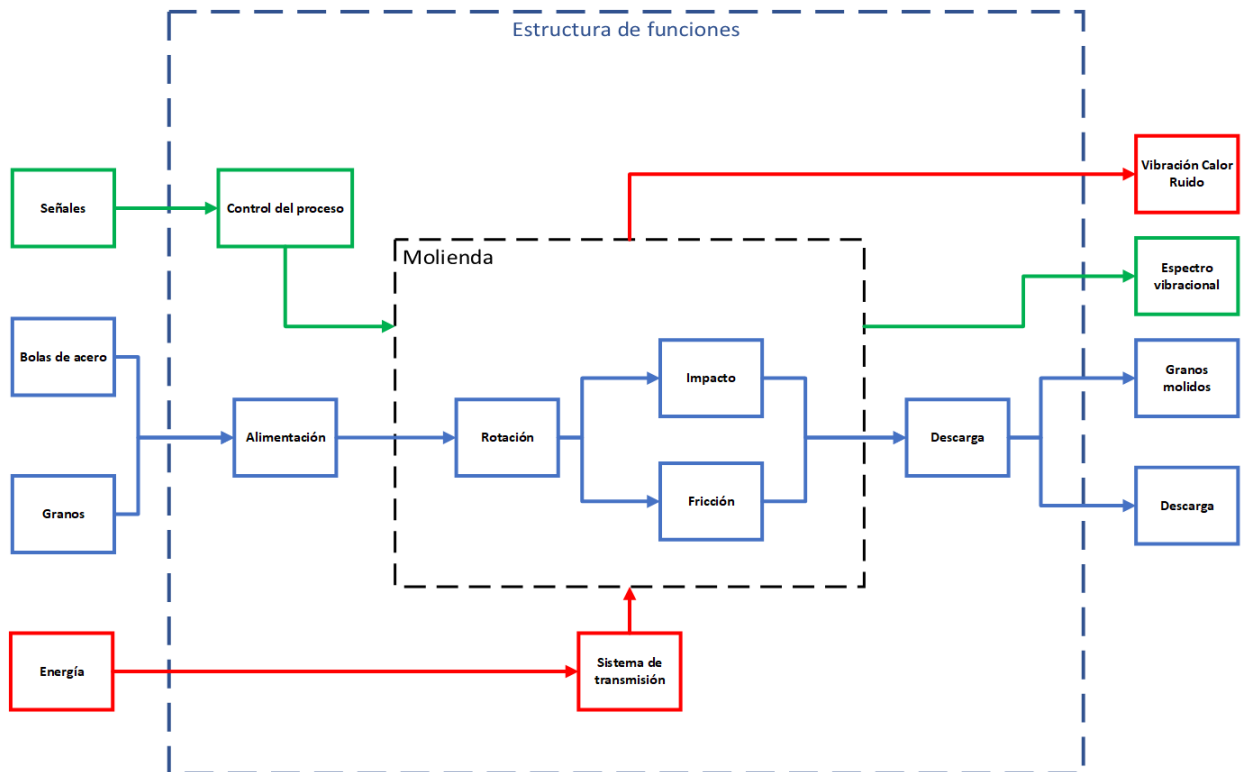 Estructura de funciones
Señales
Control del proceso
Vibración Calor
Ruido
Molienda
Espectro
vibracional
Bolas de acero
Impacto
Granos
molidos
Alimentación
Rotación
Descarga
Granos
Fricción
Descarga
Energía
Sistema de
transmisión